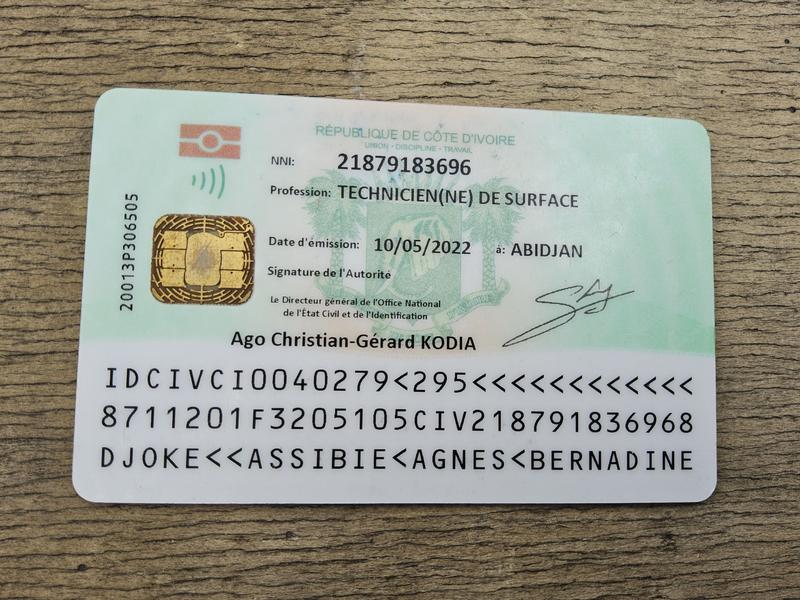 RÉPUBLIQUE DE CÔTE D'IVOIRE
UNION - DISCIPLINE - TRAVAIL
NNI: 21879183696
Profession: TECHNICIEN(NE) DE SURFACE
Date d'émission: 10/05/2022 à: ABIDJAN
Signature de l'Autorité
Le Directeur général de l'Office National
de l'État Civil et de l'Identification
Ago Christian-Gérard KODIA
20013P306505
IDCIVCI0040279<295<<<<<<<<<<<<
8711201F3205105CIV218791836968
DJOKE<<ASSIBIE<AGNES<BERNADINE